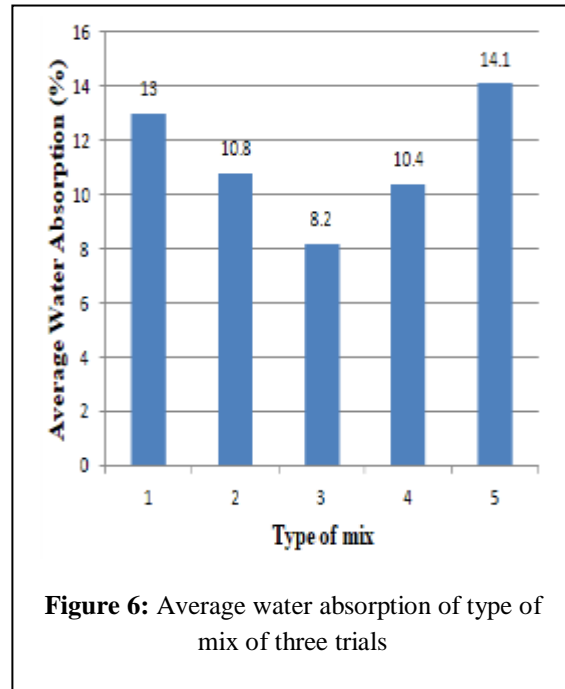 Average Water Absorption (%)
16
14
12
10
8
6
4
2
0
13
10.8
8.2
10.4
14.1
1 2 3 4 5
Type of mix
Figure 6: Average water absorption of type of
mix of three trials